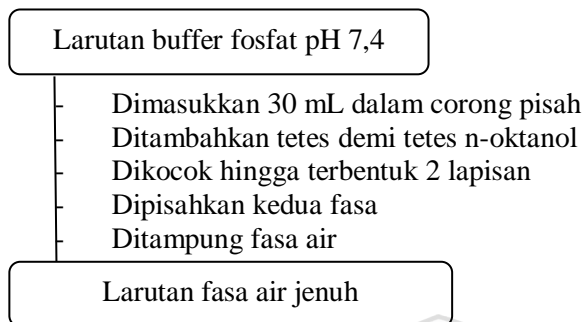 Larutan buffer fosfat pH 7,4
- Dimasukkan 30 mL dalam corong pisah
- Ditambahkan tetes demi tetes n-oktanol
- Dikocok hingga terbentuk 2 lapisan
- Dipisahkan kedua fasa
- Ditampung fasa air
Larutan fasa air jenuh